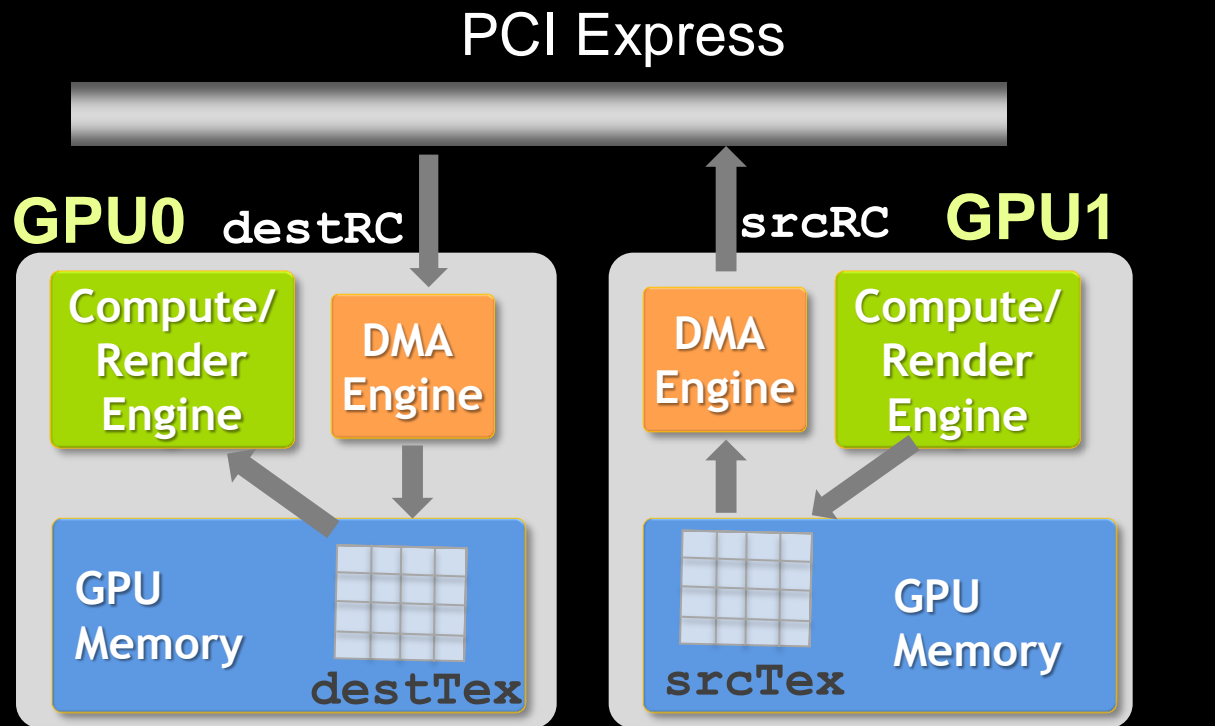 PCI Express
GPU0
destRC
srcRC
GPU1
Compute/
Render
Engine
DMA
Engine
DMA
Engine
Compute/
Render
Engine
GPU
Memory
destTex
srcTex
GPU
Memory